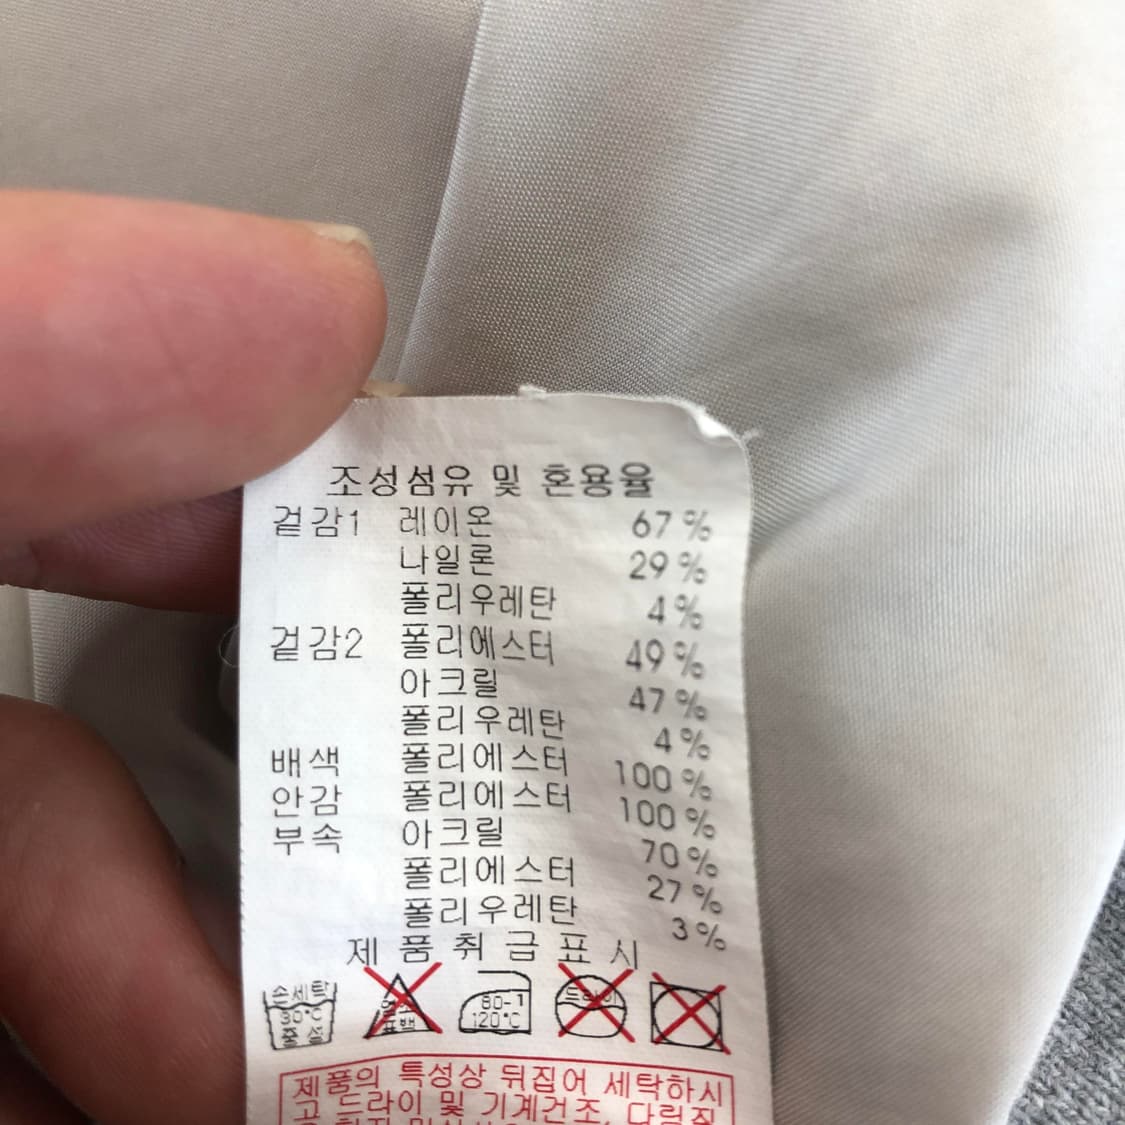 조성섬유 및 혼용율
겉감1 레이온 67%
나일론 29%
폴리우레탄 4%
겉감2 폴리에스터 49%
아크릴 47%
폴리우레탄 4%
배색 폴리에스터 100%
안감 폴리에스터 100%
부속 아크릴 70%
폴리에스터 27%
폴리우레탄 3%
제품취급표시
손세탁 30℃ 중성
표백
80-1
120℃
드라이
제품의 특성상 뒤집어 세탁하시
고 드라이 및 기계건조, 다림질